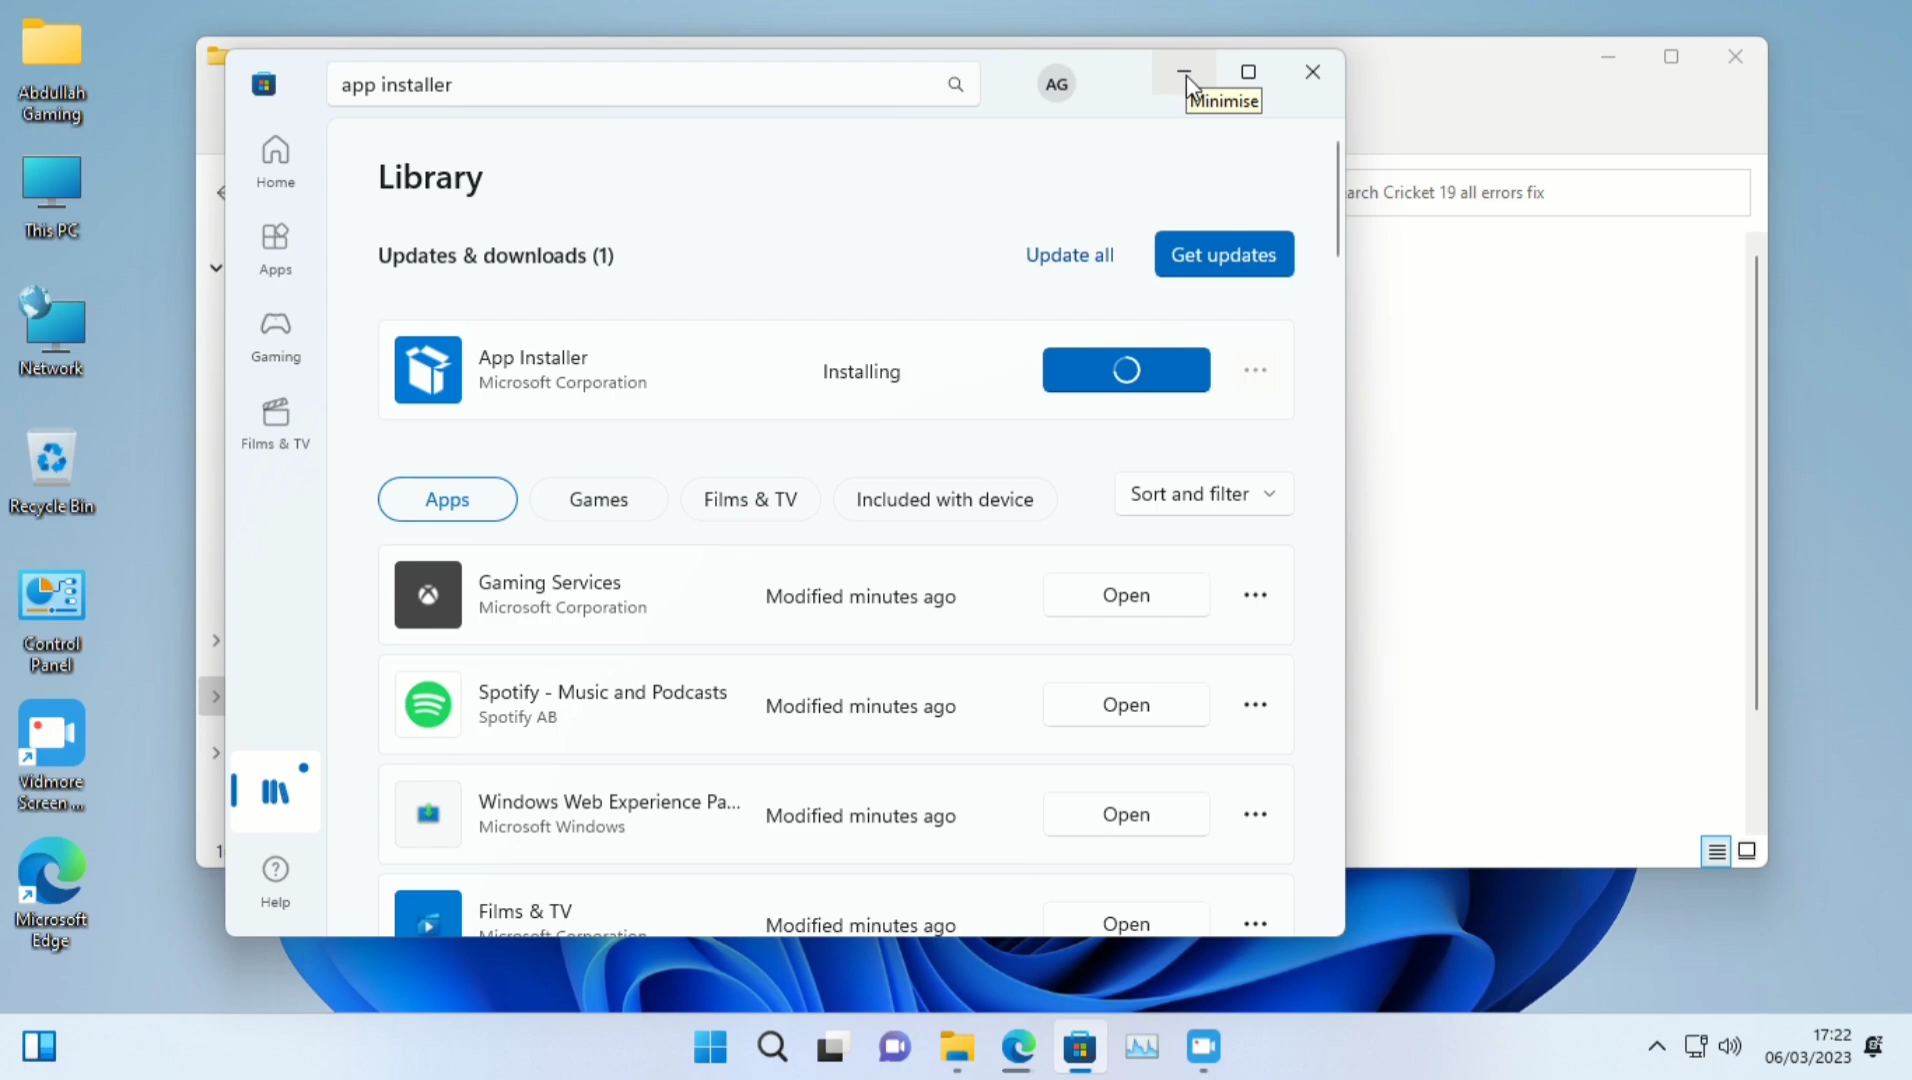 Abdullah
Gaming
This PC
Network
Recycle Bin
Control
Panel
Vidmore
Screen ...
Microsoft
Edge
app installer
AG
Minimise
arch Cricket 19 all errors fix
Home
Apps
Gaming
Films & TV
Help
Library
Updates & downloads (1)
Update all
Get updates
App Installer
Microsoft Corporation
Installing
Apps
Games
Films & TV
Included with device
Sort and filter
Gaming Services
Microsoft Corporation
Modified minutes ago
Open
Spotify - Music and Podcasts
Spotify AB
Modified minutes ago
Open
Windows Web Experience Pa...
Microsoft Windows
Modified minutes ago
Open
Films & TV
Microsoft Corporation
Modified minutes ago
Open
17:22
06/03/2023